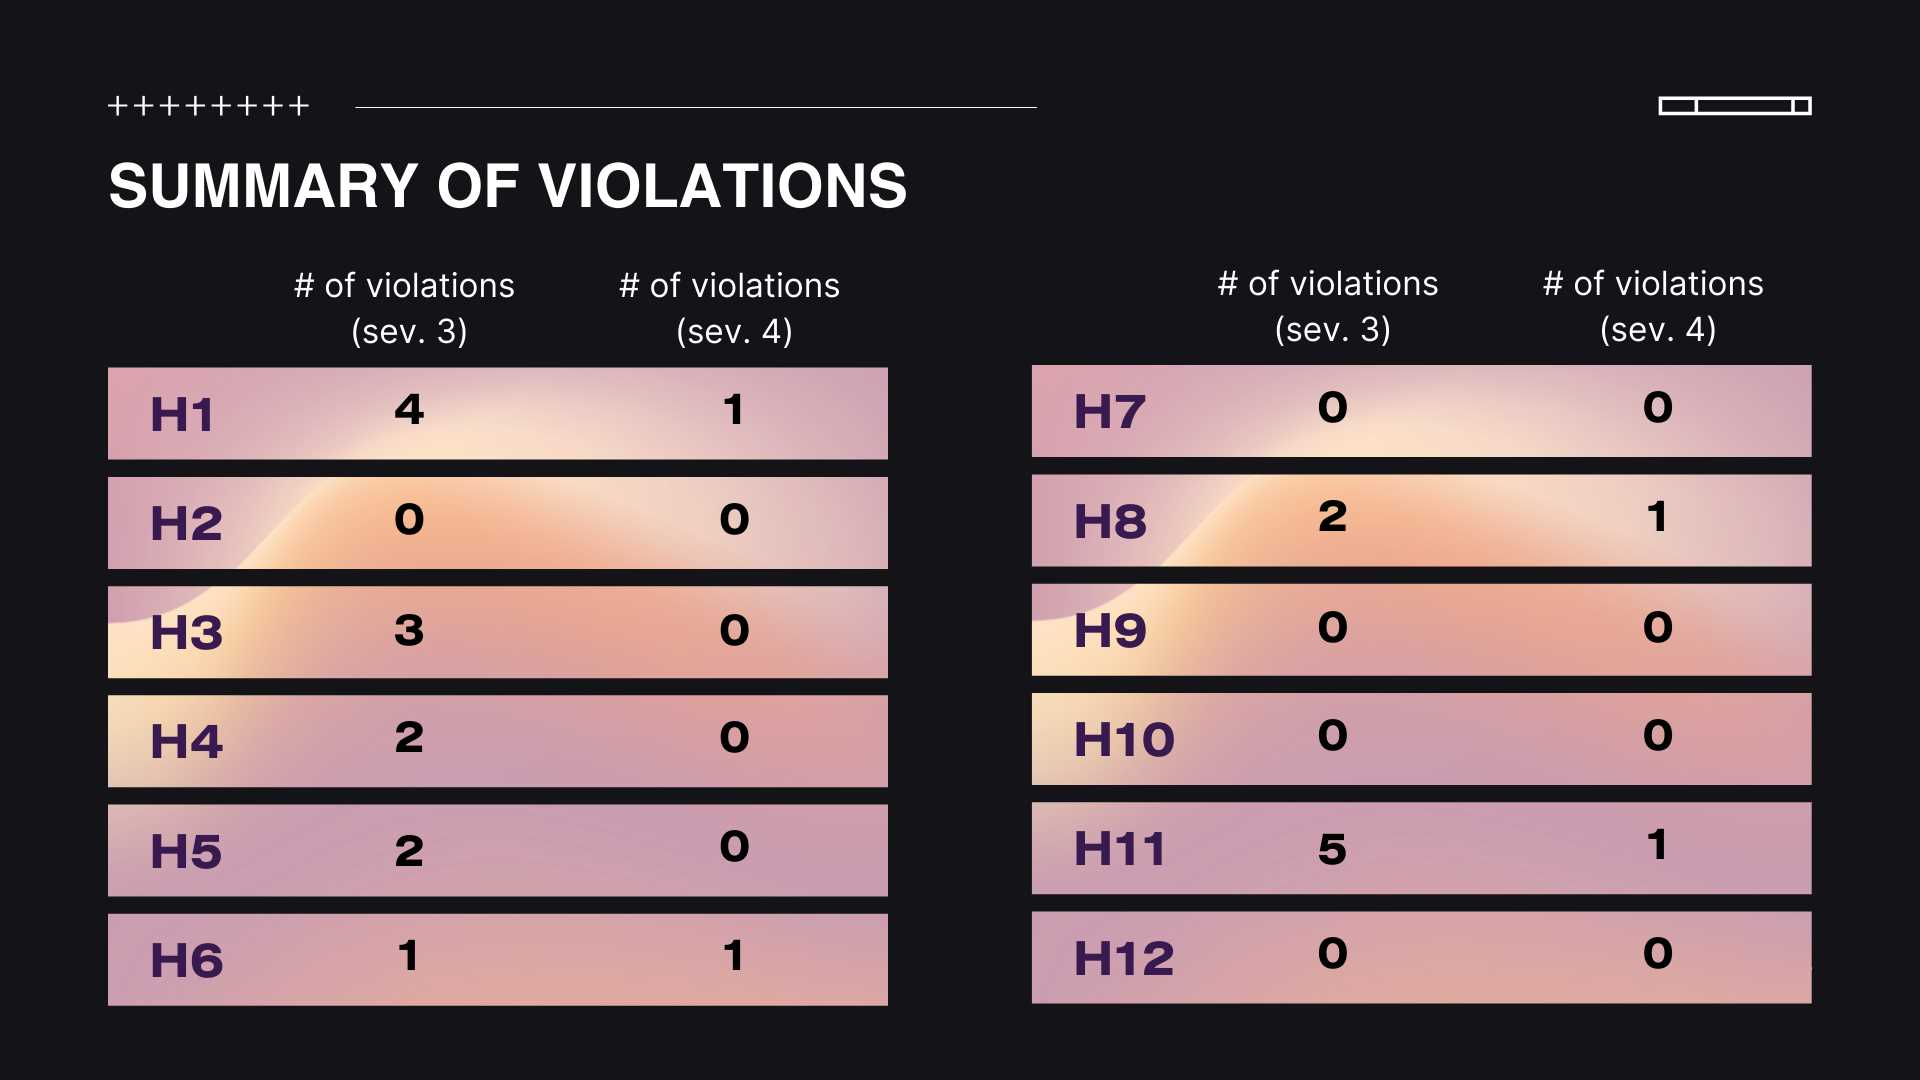 SUMMARY OF VIOLATIONS
# of violations
(sev. 3)
# of violations
(sev. 4)
H1 4 1
H2 0 0
H3 3 0
H4 2 0
H5 2 0
H6 1 1
# of violations
(sev. 3)
# of violations
(sev. 4)
H7 0 0
H8 2 1
H9 0 0
H10 0 0
H11 5 1
H12 0 0